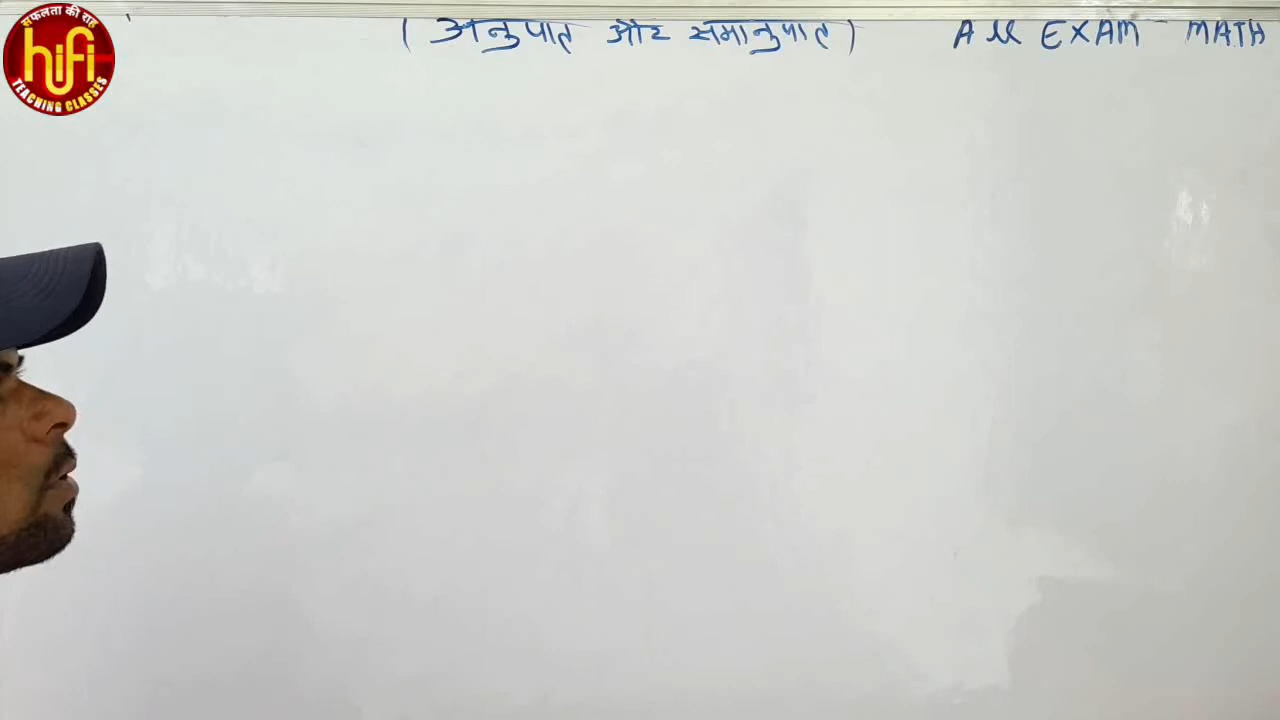 सफलता की राह
hifi
TEACHING CLASSES
(अनुपात और समानुपात) All EXAM MATH